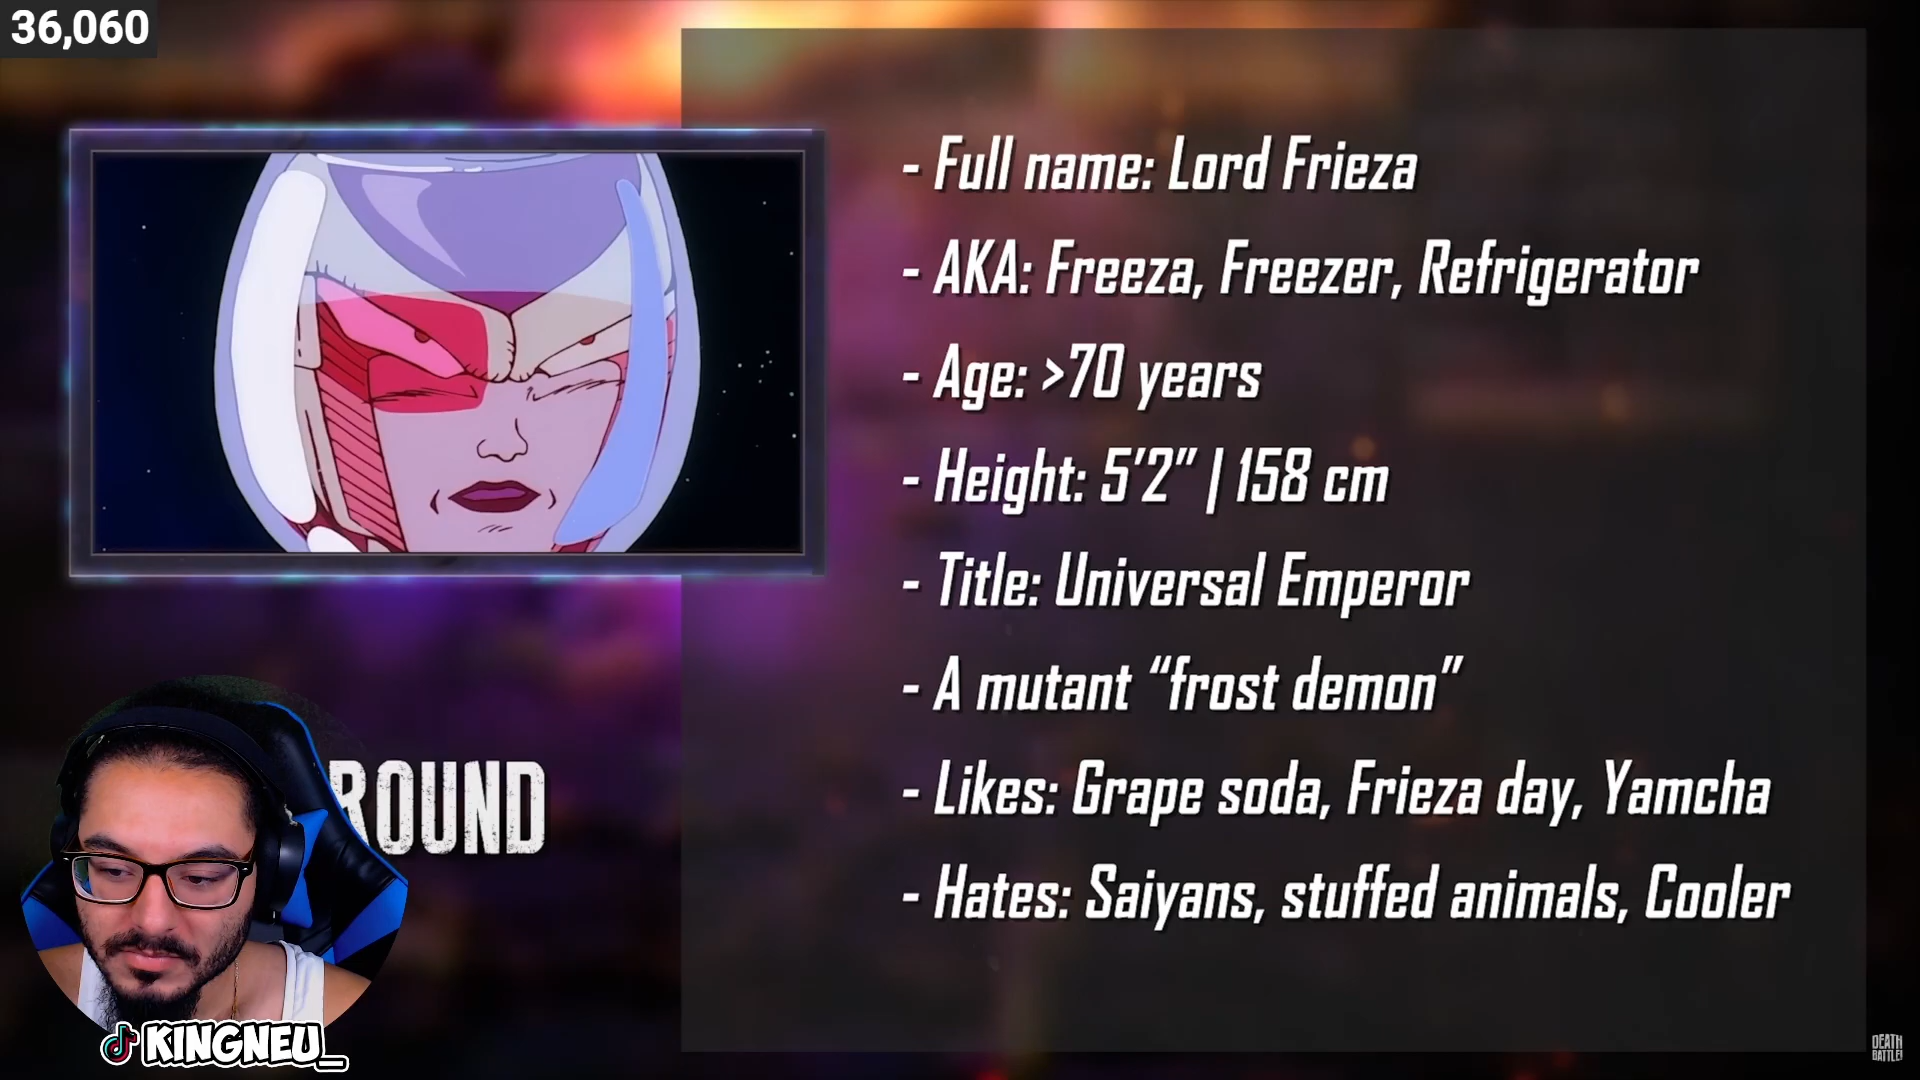 36,060
- Full name: Lord Frieza
- AKA: Freeza, Freezer, Refrigerator
- Age: >70 years
- Height: 5'2" | 158 cm
- Title: Universal Emperor
- A mutant “frost demon”
- Likes: Grape soda, Frieza day, Yamcha
- Hates: Saiyans, stuffed animals, Cooler
ROUND
KINGNEU_
DEATH
BATTLE!